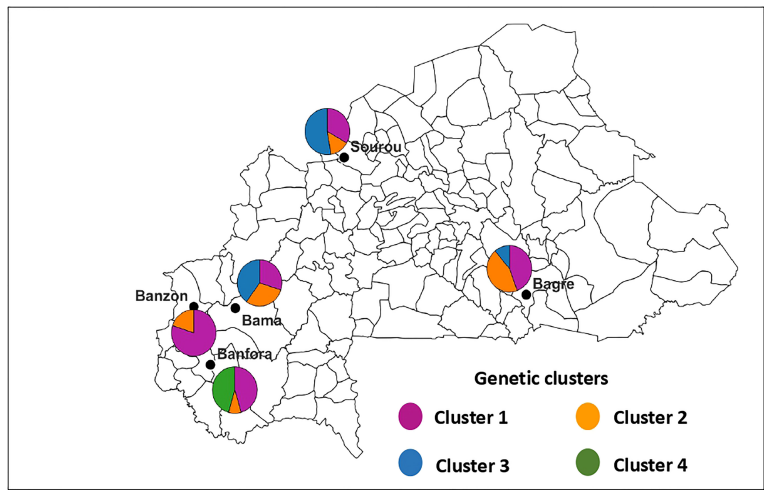 Sourou
Bagre
Banzon
Bama
Banfora
Genetic clusters
Cluster 1
Cluster 2
Cluster 3
Cluster 4